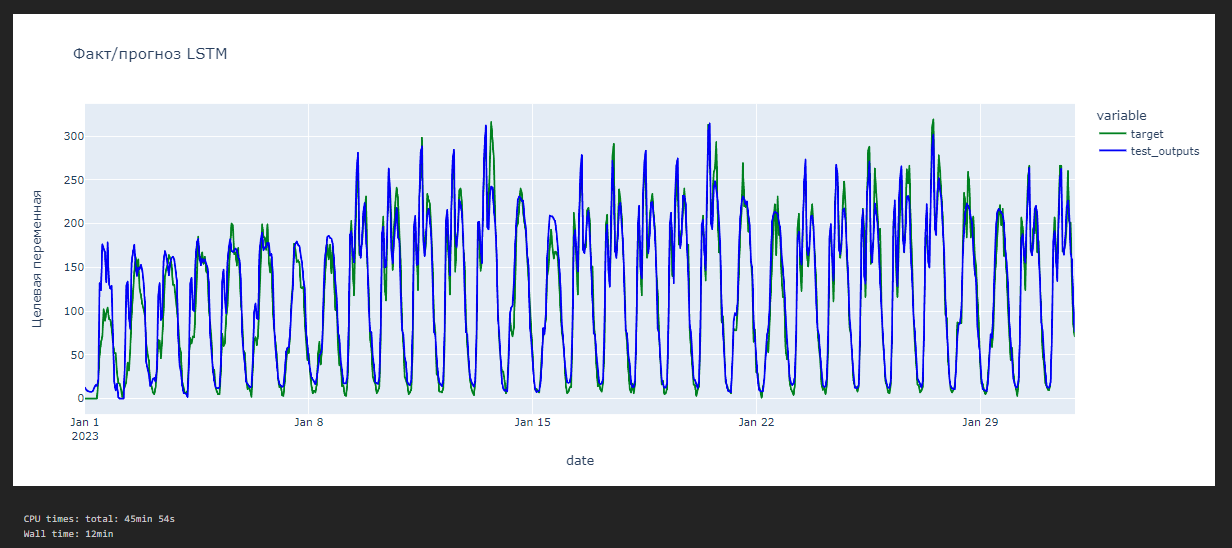 Факт/прогноз LSTM
variable
target
test_outputs
Целевая переменная
300
250
200
150
100
50
0
Jan 1
2023
Jan 8
Jan 15
Jan 22
Jan 29
date
CPU times: total: 45min 54s
Wall time: 12min